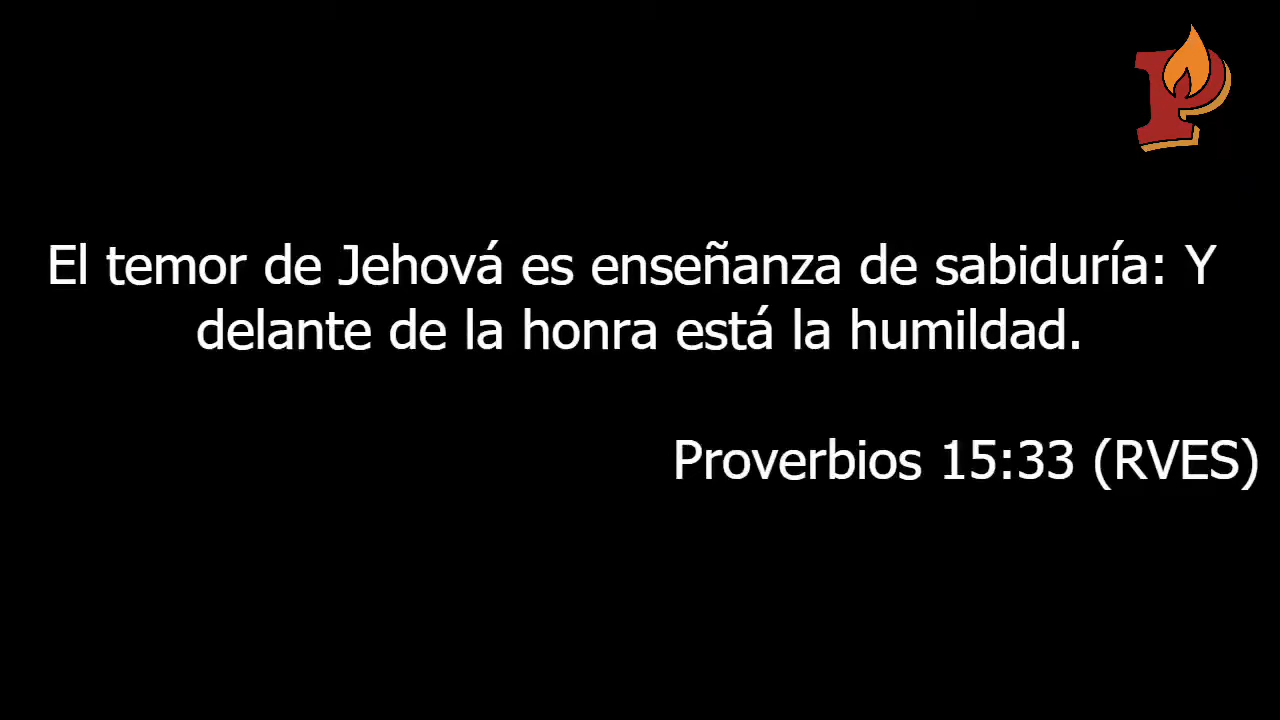 El temor de Jehová es enseñanza de sabiduría: Y
delante de la honra está la humildad.
Proverbios 15:33 (RVES)
P